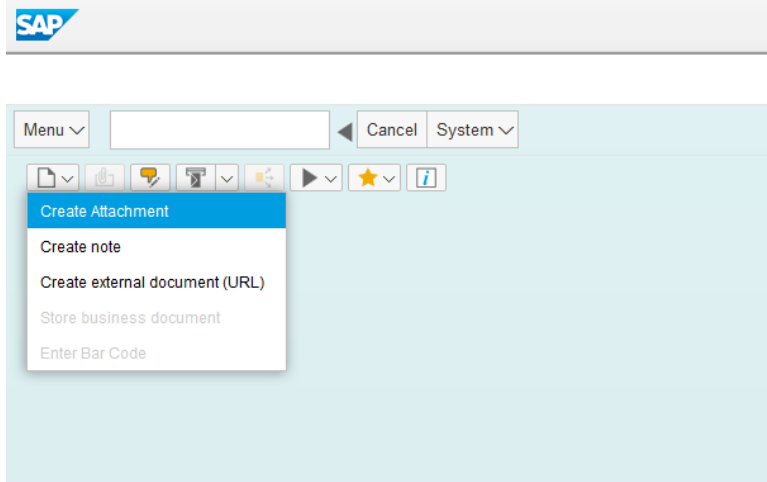 SAP
Menu Cancel System
i
Create Attachment
Create note
Create external document (URL)
Store business document
Enter Bar Code